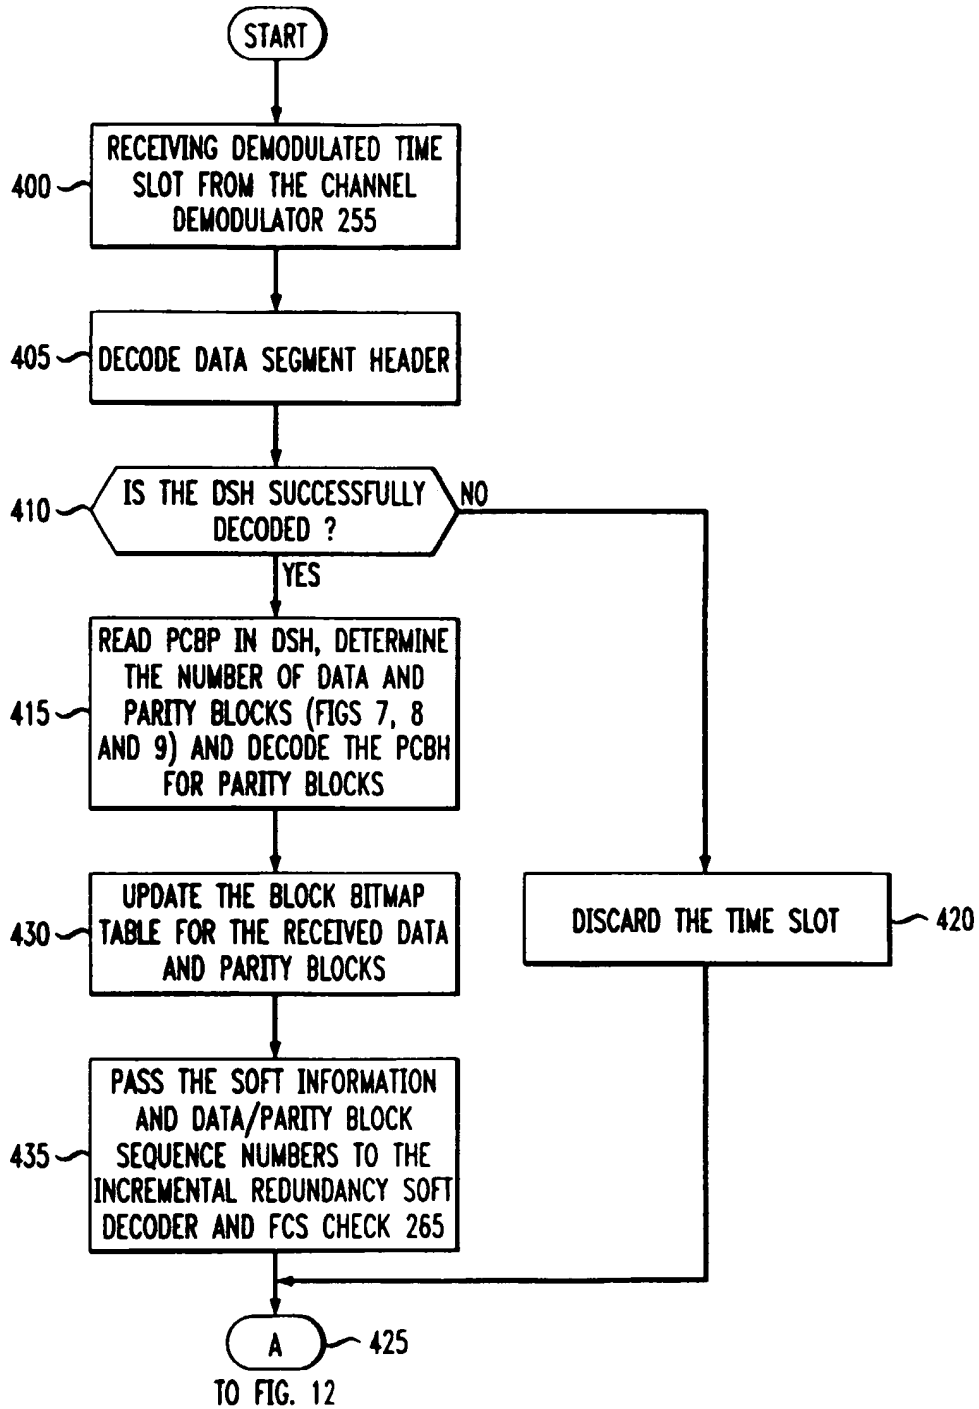 START
RECEIVING DEMODULATED TIME
SLOT FROM THE CHANNEL
DEMODULATOR 255
400
DECODE DATA SEGMENT HEADER
405
IS THE DSH SUCCESSFULLY
DECODED ?
410
NO
YES
READ PCBP IN DSH, DETERMINE
THE NUMBER OF DATA AND
PARITY BLOCKS (FIGS 7, 8
AND 9) AND DECODE THE PCBH
FOR PARITY BLOCKS
415
UPDATE THE BLOCK BITMAP
TABLE FOR THE RECEIVED DATA
AND PARITY BLOCKS
430
DISCARD THE TIME SLOT
420
PASS THE SOFT INFORMATION
AND DATA/PARITY BLOCK
SEQUENCE NUMBERS TO THE
INCREMENTAL REDUNDANCY SOFT
DECODER AND FCS CHECK 265
435
A
425
TO FIG. 12